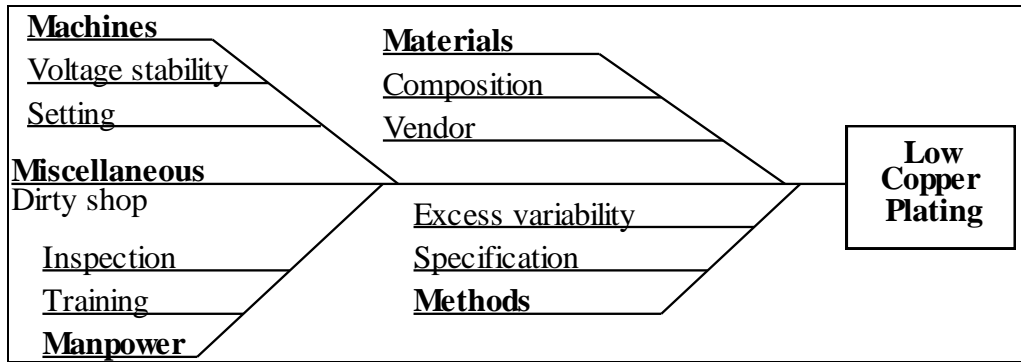 Machines
Voltage stability
Setting
Materials
Composition
Vendor
Miscellaneous
Dirty shop
Low
Copper
Plating
Inspection
Training
Manpower
Excess variability
Specification
Methods